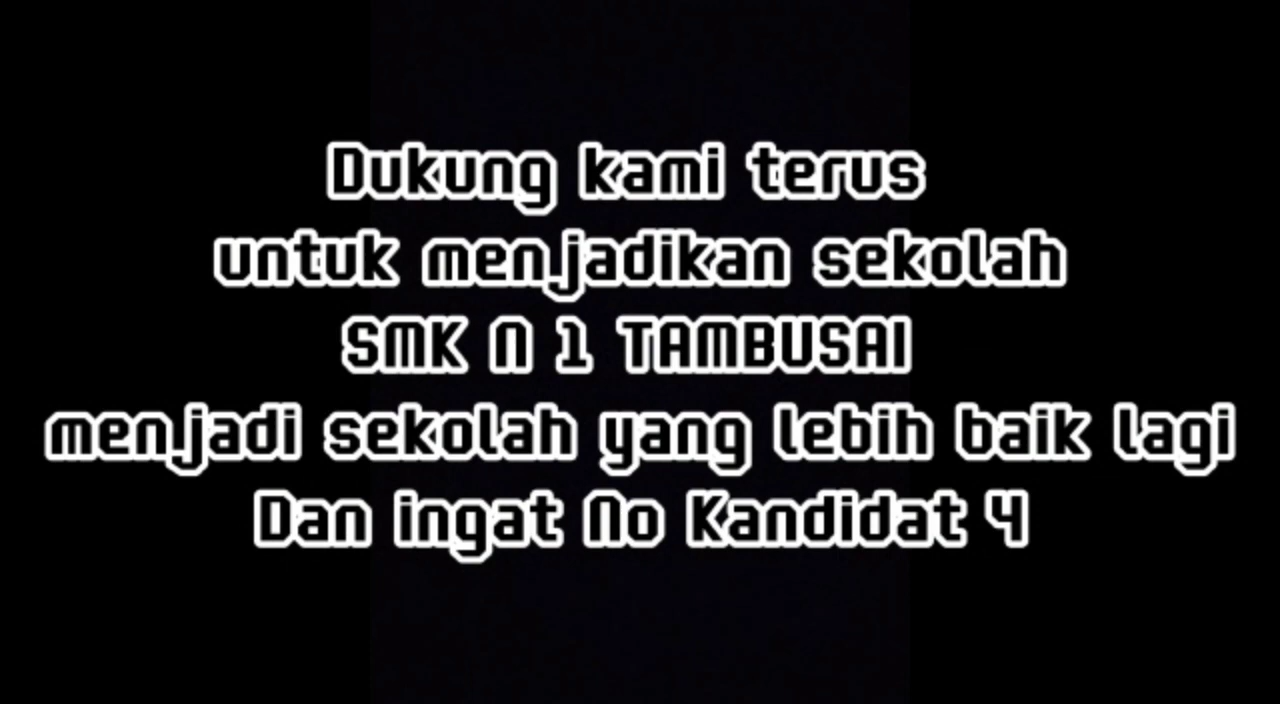 Dukung kami terus
untuk menjadikan sekolah
SMK N 1 TAMBUSAI
menjadi sekolah yang lebih baik lagi
Dan ingat No Kandidat 4